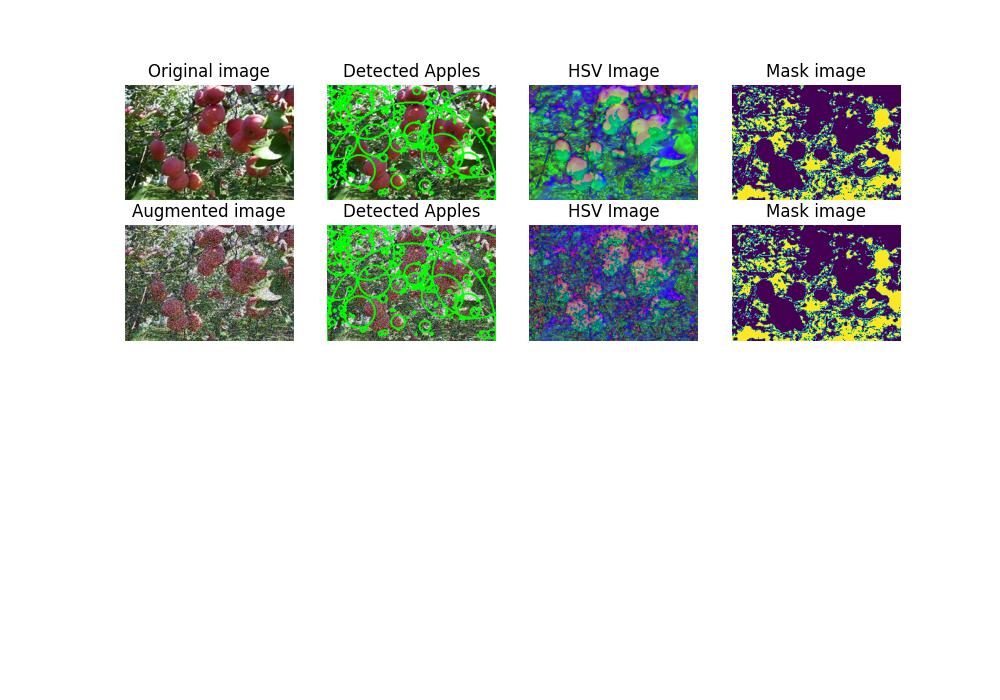 Original image
Detected Apples
HSV Image
Mask image
Augmented image
Detected Apples
HSV Image
Mask image